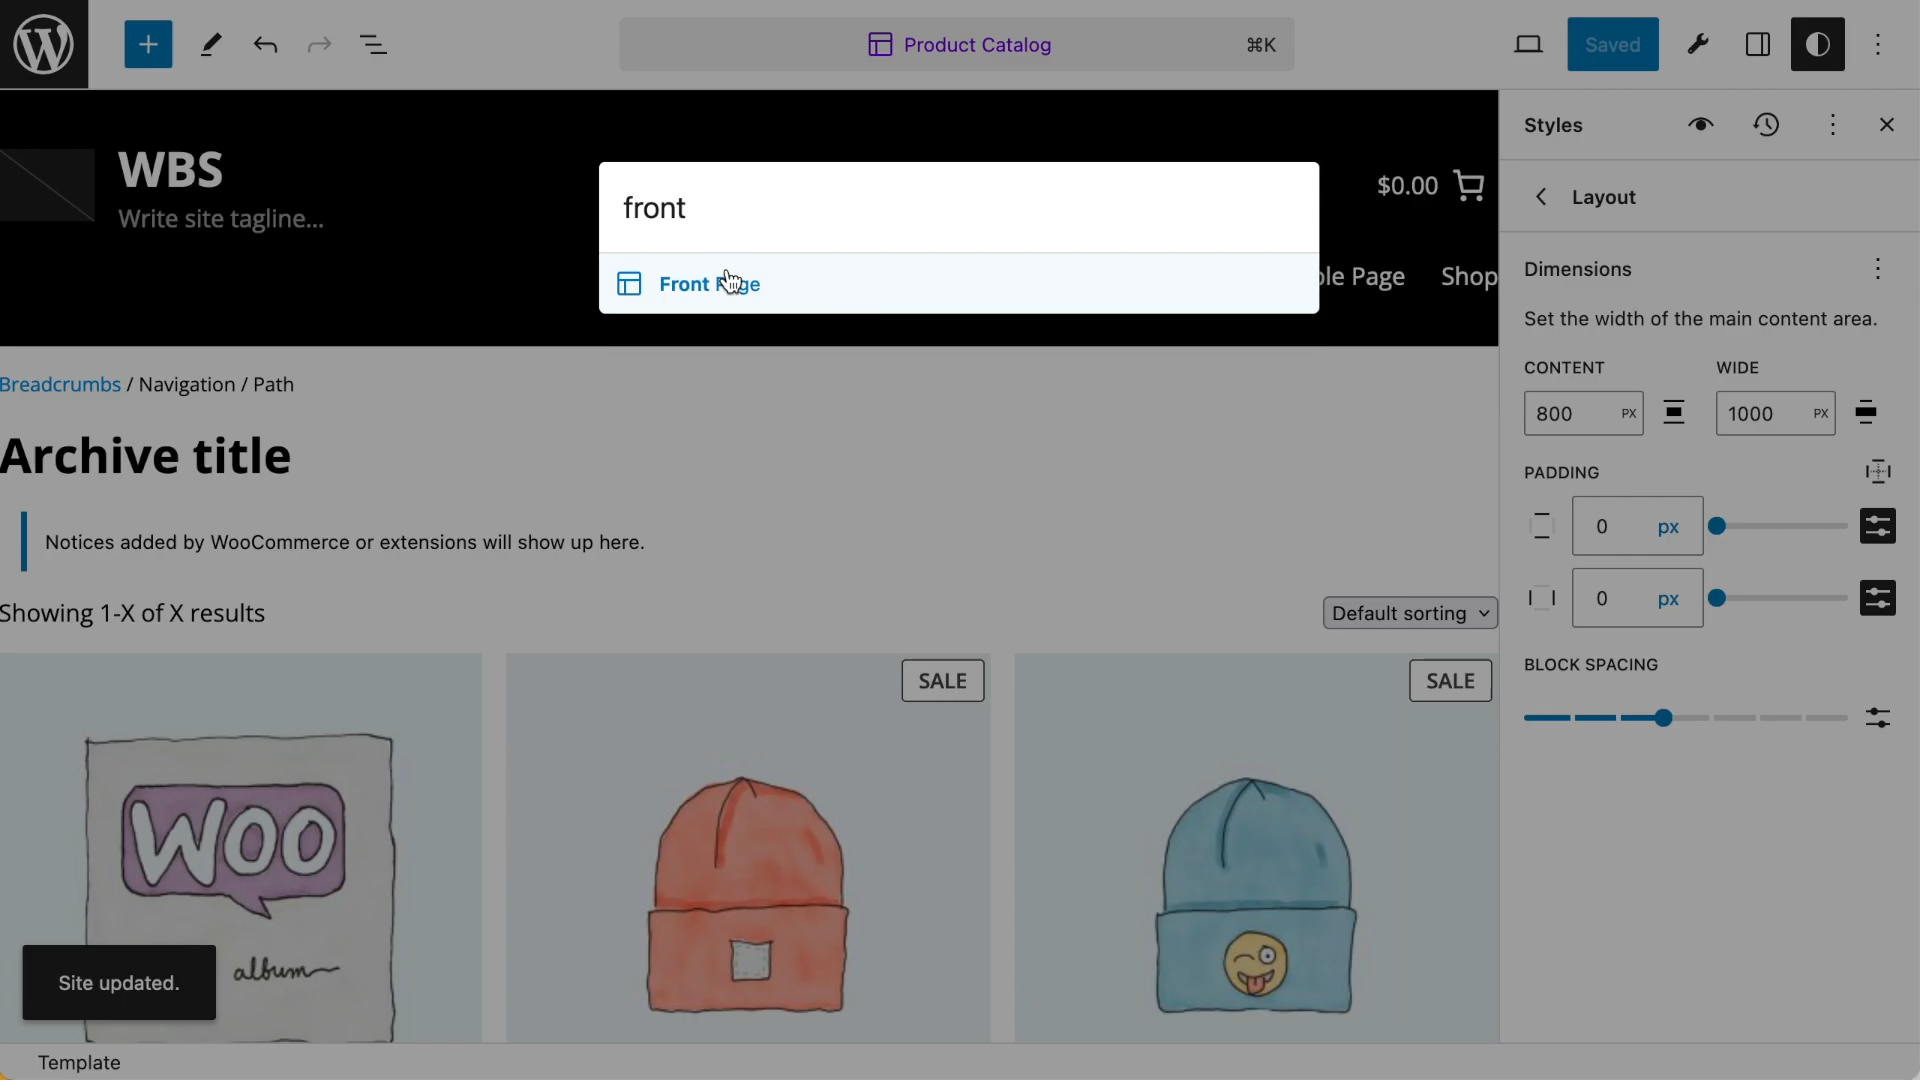 Product Catalog ⌘K
Saved
WBS
Write site tagline...
front
Front Page
$0.00
ple Page Shop
Breadcrumbs / Navigation / Path
Archive title
Notices added by WooCommerce or extensions will show up here.
Showing 1-X of X results
Default sorting
SALE
SALE
WOO
album
Site updated.
Template
Styles
Layout
Dimensions
Set the width of the main content area.
CONTENT WIDE
800 PX 1000 PX
PADDING
0 px
0 px
BLOCK SPACING